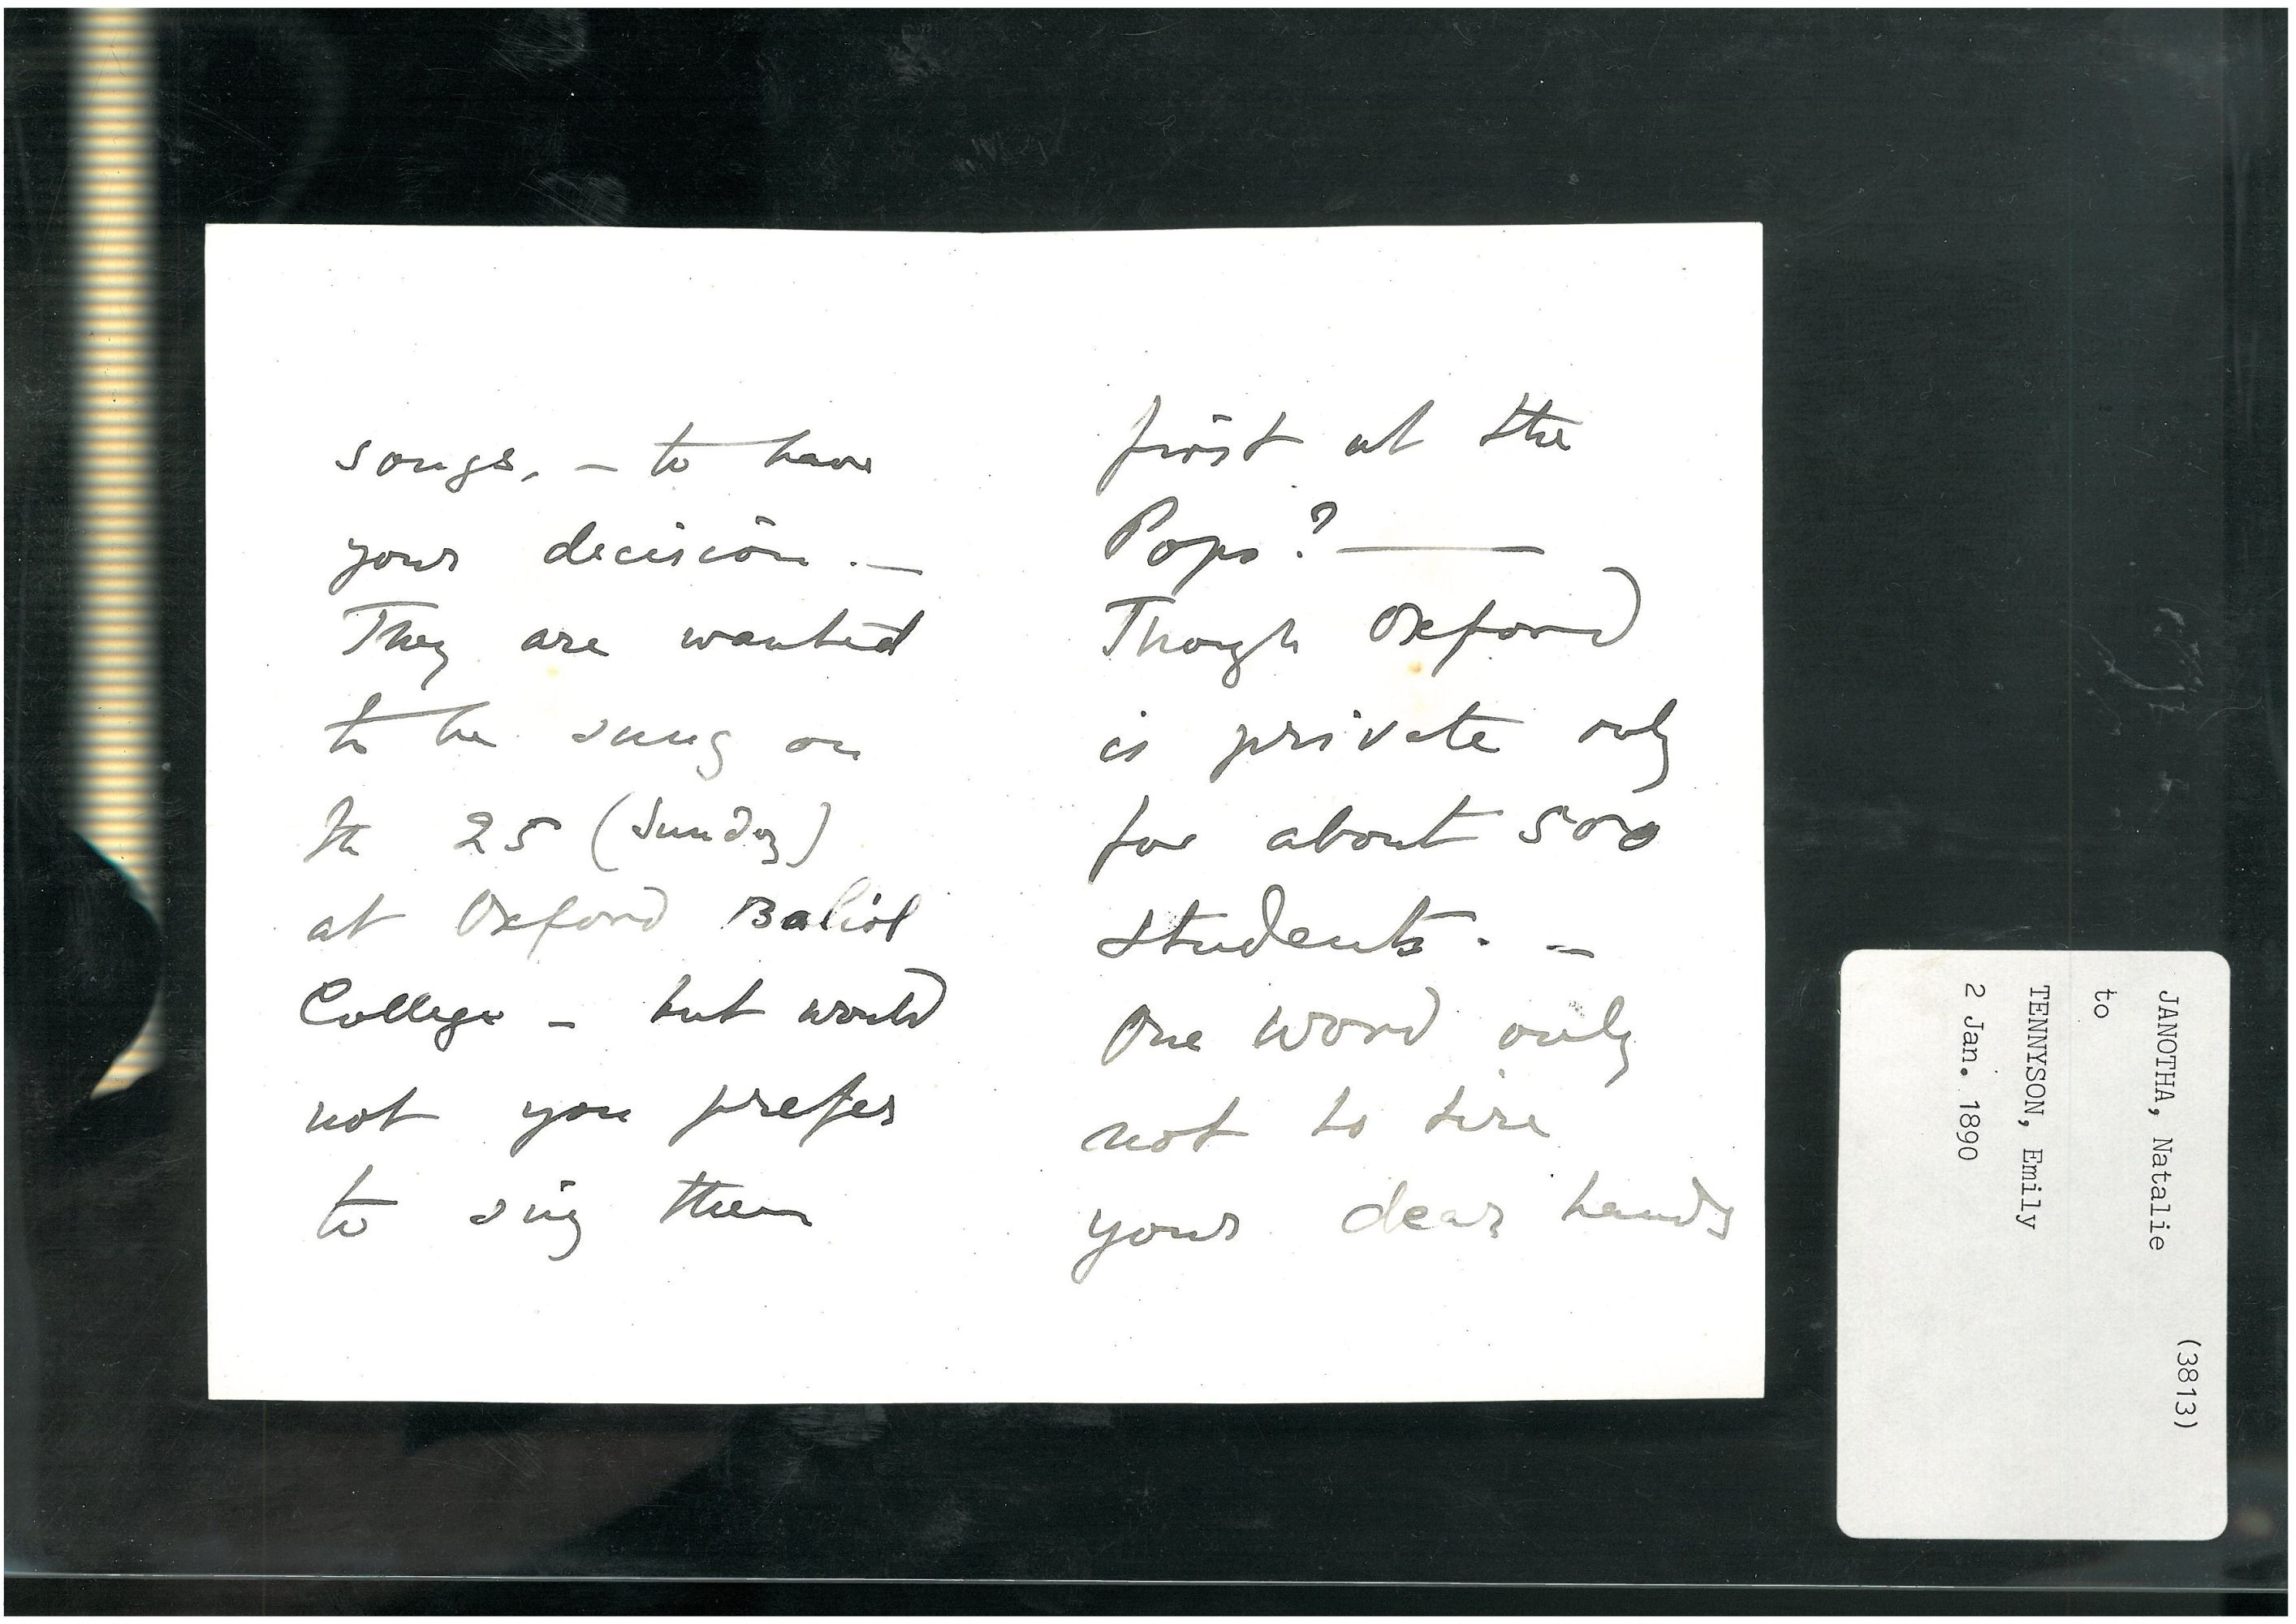 songs, — to have
your decision. —
They are wanted
to be sung on
the 25 (Sunday)
at Oxford Baliol
College — but would
not you prefer
to sing them
first at the
Pops? —
Though Oxford
is private only
for about 500
students. —
One word only
not to tire
your dear hands
(3813)
JANOTHA, Natalie
to
TENNYSON, Emily
2 Jan. 1890